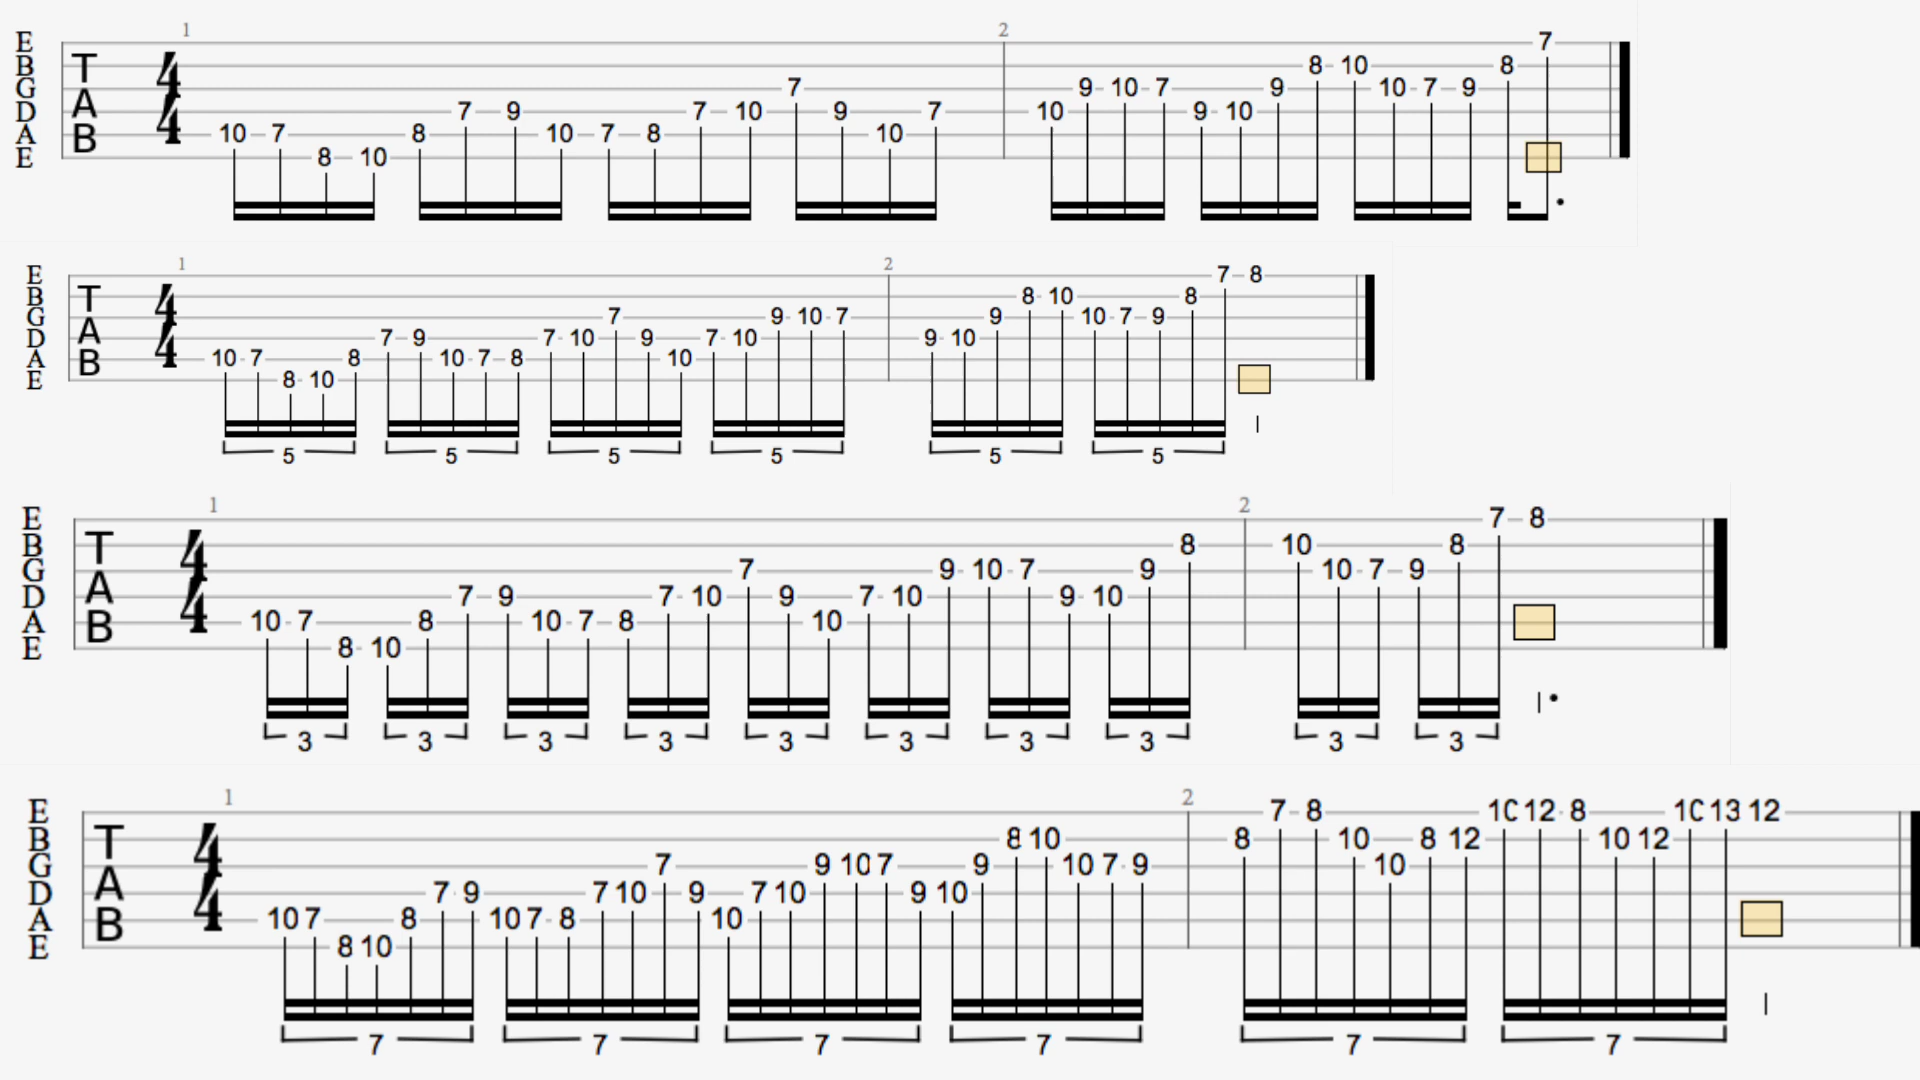 1 2
E 7
B 8 10 8
G 7 9 10 7 9 10 7 9
D 7 9 7 10 9 7 10 9 10
A 10 7 8 10 7 8 10
E 8 10
TAB
4
4
1 2
E 7 8
B 8 10 8
G 7 9 10 7 9 10 7 9
D 7 9 7 10 9 7 10 9 10
A 10 7 8 10 7 8 10
E 8 10
TAB
4
4
5 5 5 5 5 5
1 2
E 7 8
B 8 10 8
G 7 9 10 7 9 10 7 9
D 7 9 7 10 9 7 10 9 10
A 10 7 8 10 7 8 10
E 8 10
TAB
4
4
3 3 3 3 3 3 3 3 3 3
1 2
E 7 8 10 12 8 10 13 12
B 8 10 8 10 8 12 10 12
G 7 9 10 7 9 10 7 9 10
D 7 9 7 10 9 7 10 9 10
A 10 7 8 10 7 8 10
E 8 10
TAB
4
4
7 7 7 7 7 7